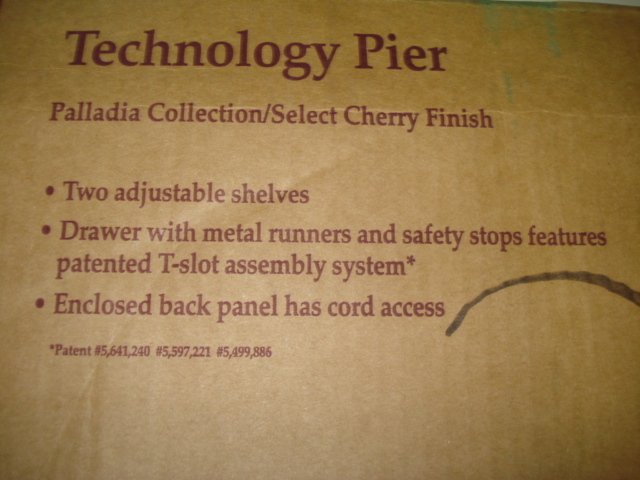 Technology Pier
Palladia Collection/Select Cherry Finish
• Two adjustable shelves
• Drawer with metal runners and safety stops features
patented T-slot assembly system*
• Enclosed back panel has cord access
*Patent #5,641,240 #5,597,221 #5,499,886